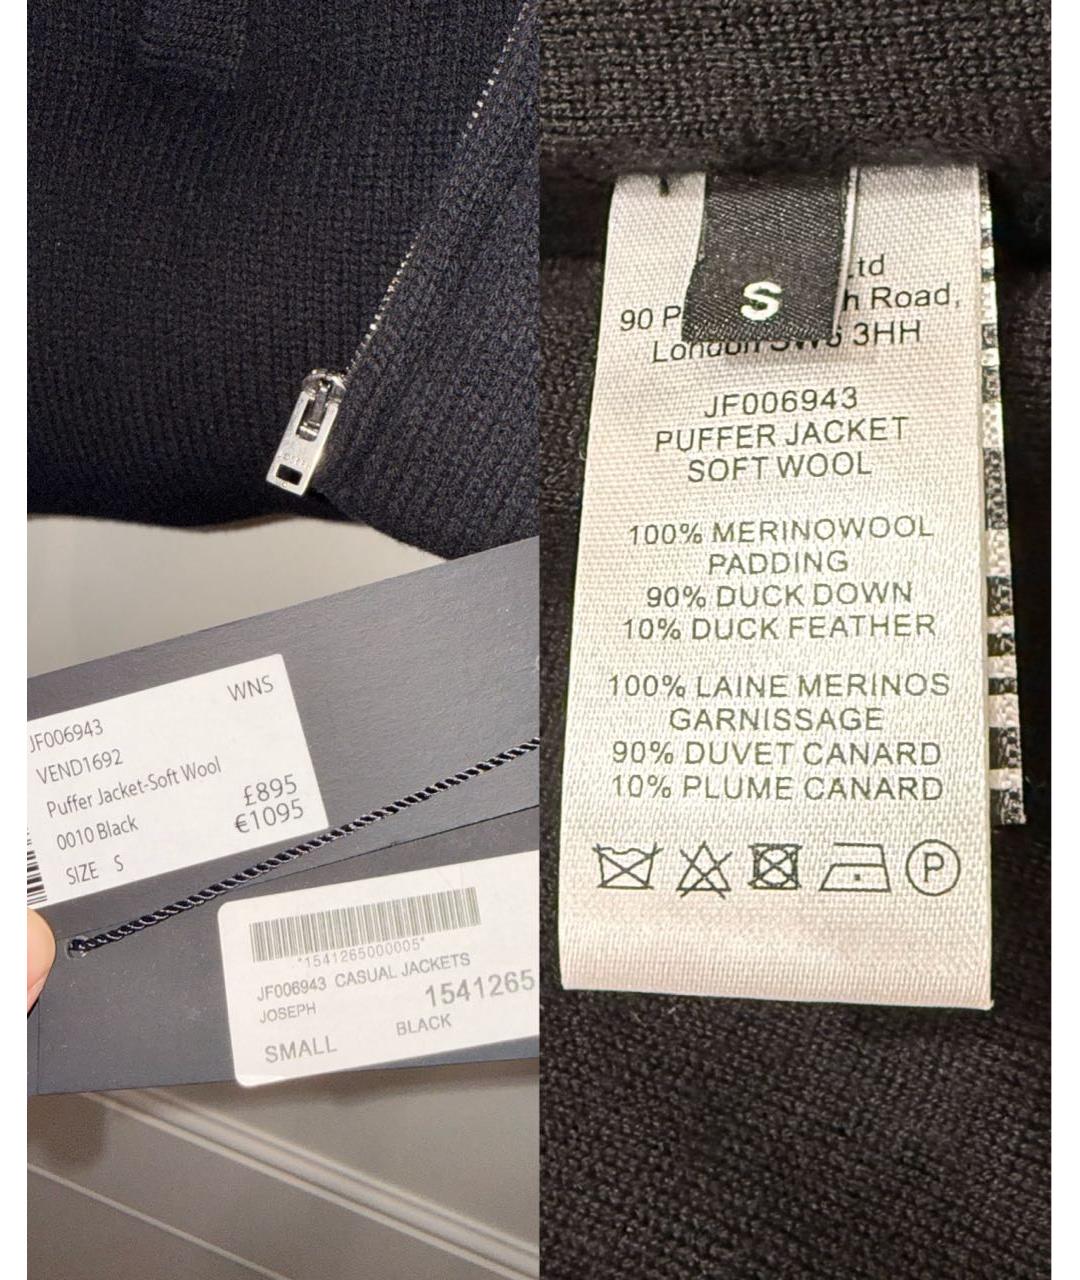 WNS
JF006943
VEND1692
Puffer Jacket-Soft Wool
£895
0010 Black
€1095
SIZE S
*1541265000005*
JF006943 CASUAL JACKETS
JOSEPH
1541265
BLACK
SMALL
S
Ltd
90 P h Road,
London SW6 3HH
JF006943
PUFFER JACKET
SOFT WOOL
100% MERINOWOOL
PADDING
90% DUCK DOWN
10% DUCK FEATHER
100% LAINE MERINOS
GARNISSAGE
90% DUVET CANARD
10% PLUME CANARD
P